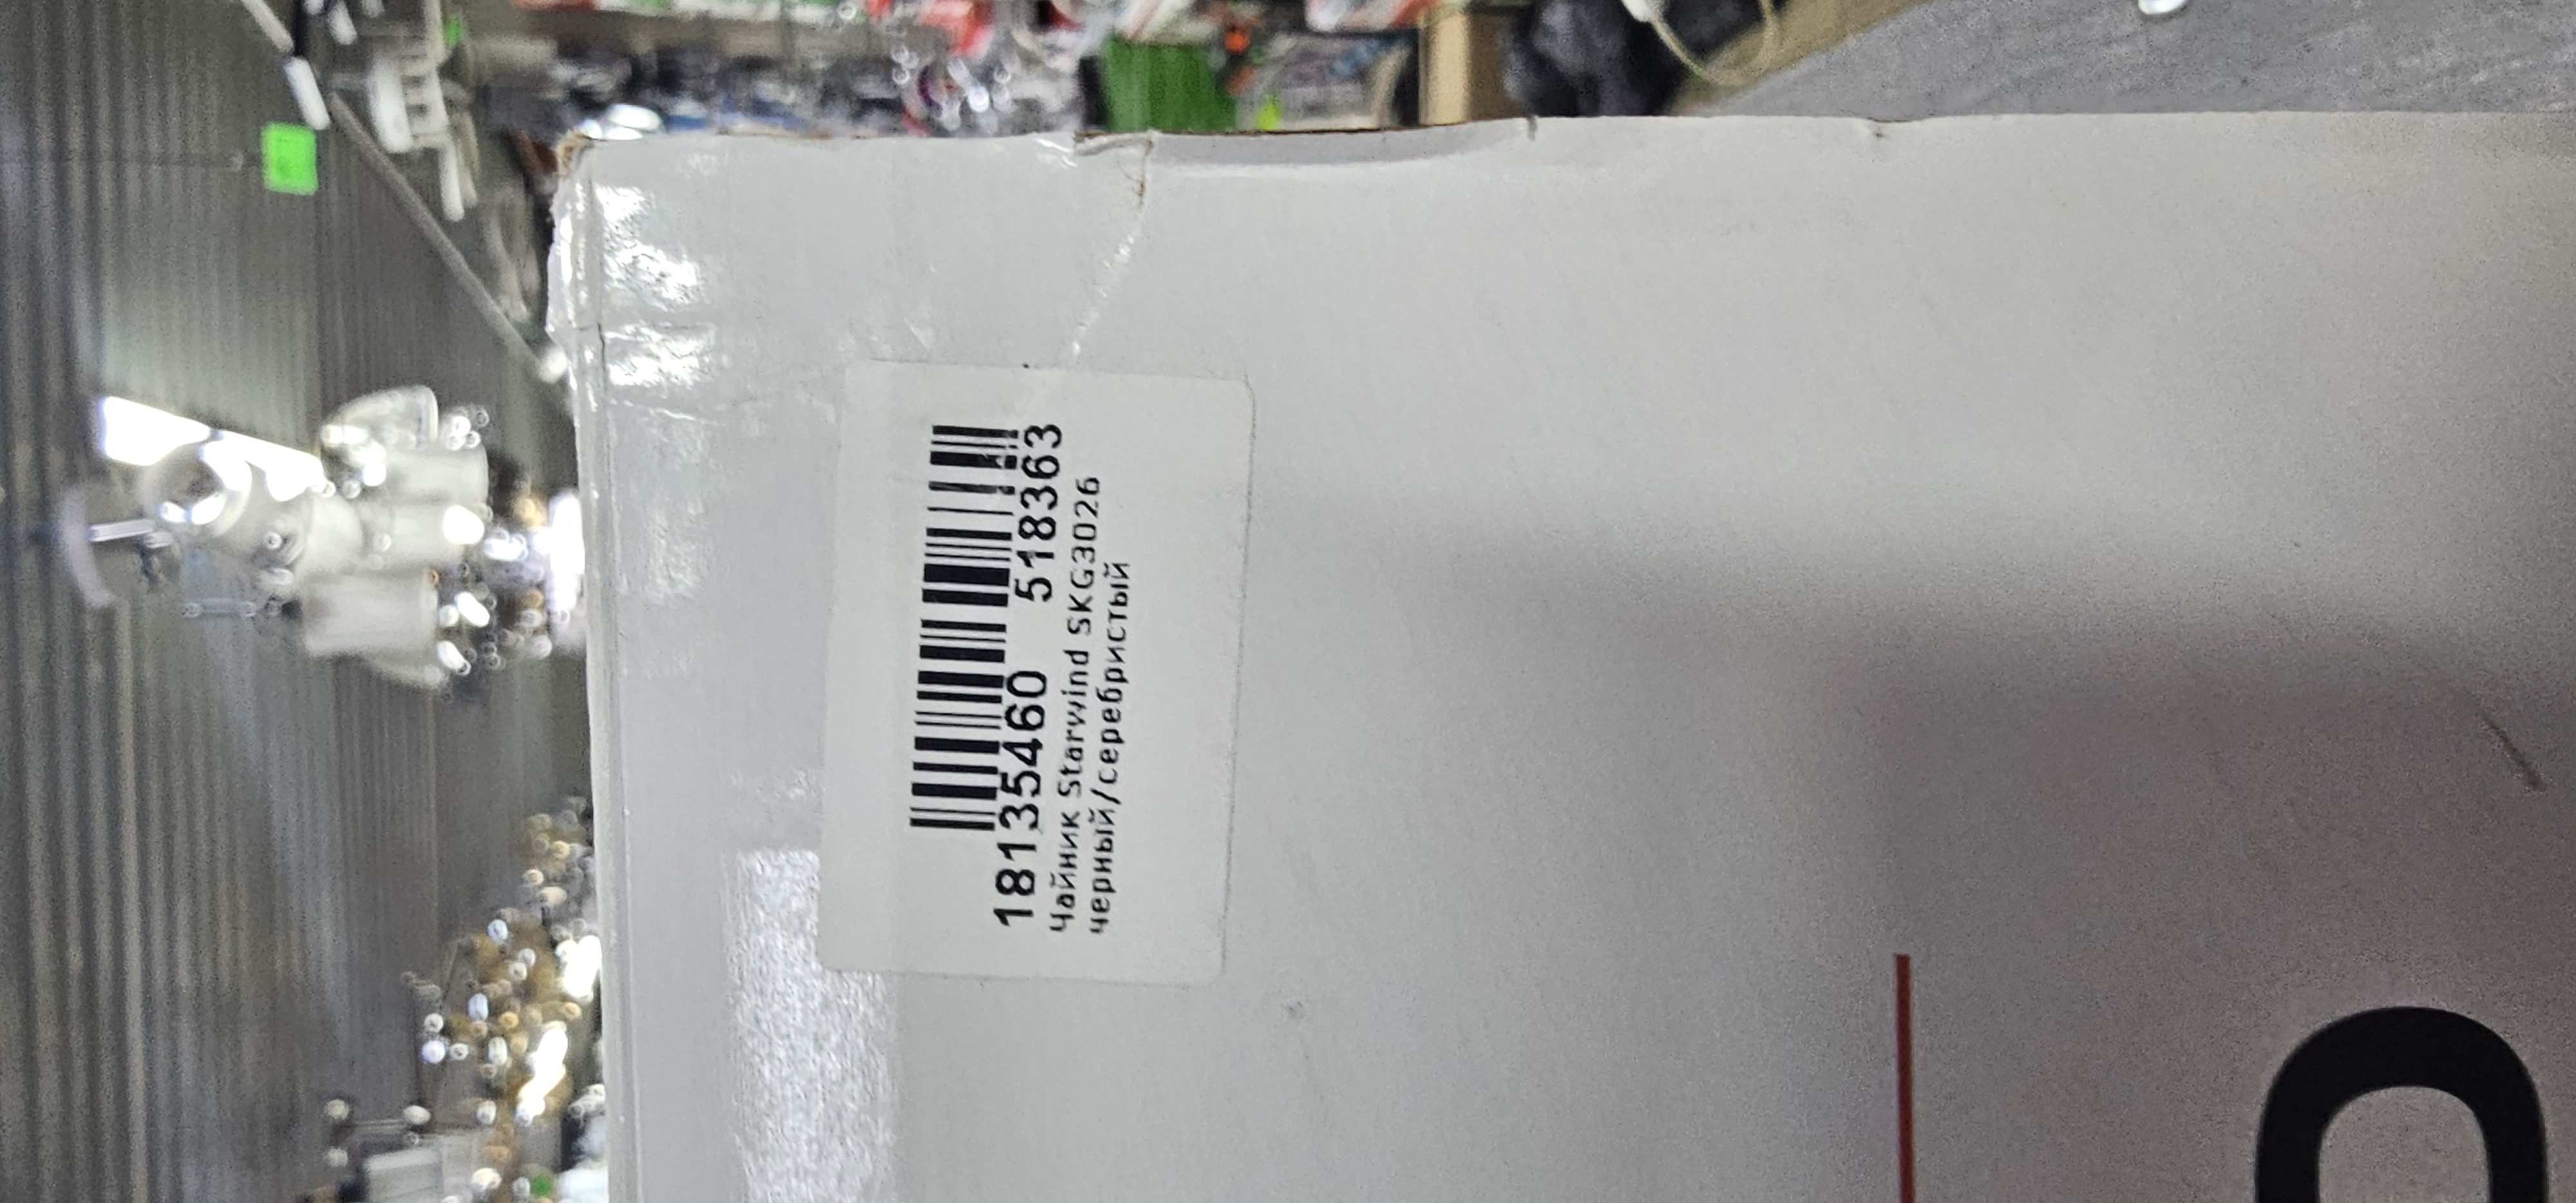 18135460 518363
Чайник Starwind SKG3026
черный/серебристый